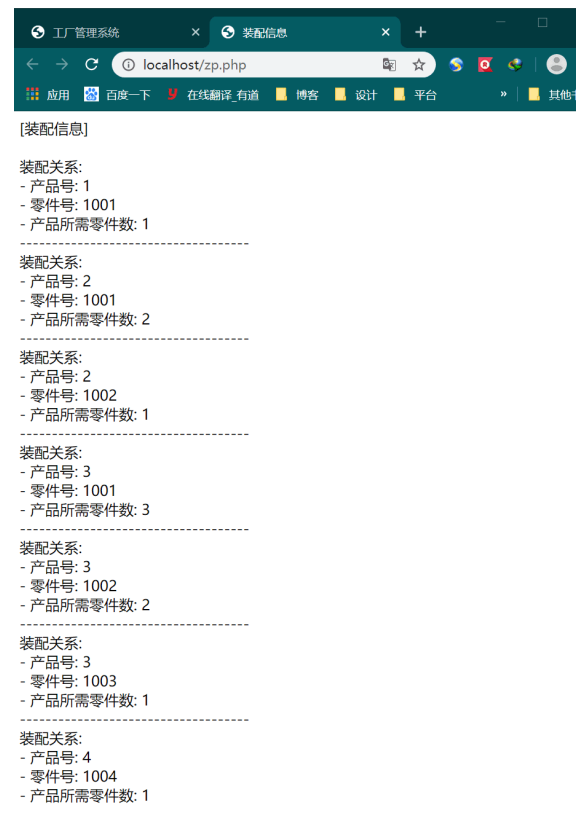 工厂管理系统
装配信息
localhost/zp.php
应用
百度一下
在线翻译_有道
博客
设计
平台
»
[装配信息]
装配关系:
- 产品号: 1
- 零件号: 1001
- 产品所需零件数: 1
------------------------------------
装配关系:
- 产品号: 2
- 零件号: 1001
- 产品所需零件数: 2
------------------------------------
装配关系:
- 产品号: 2
- 零件号: 1002
- 产品所需零件数: 1
------------------------------------
装配关系:
- 产品号: 3
- 零件号: 1001
- 产品所需零件数: 3
------------------------------------
装配关系:
- 产品号: 3
- 零件号: 1002
- 产品所需零件数: 2
------------------------------------
装配关系:
- 产品号: 3
- 零件号: 1003
- 产品所需零件数: 1
------------------------------------
装配关系:
- 产品号: 4
- 零件号: 1004
- 产品所需零件数: 1